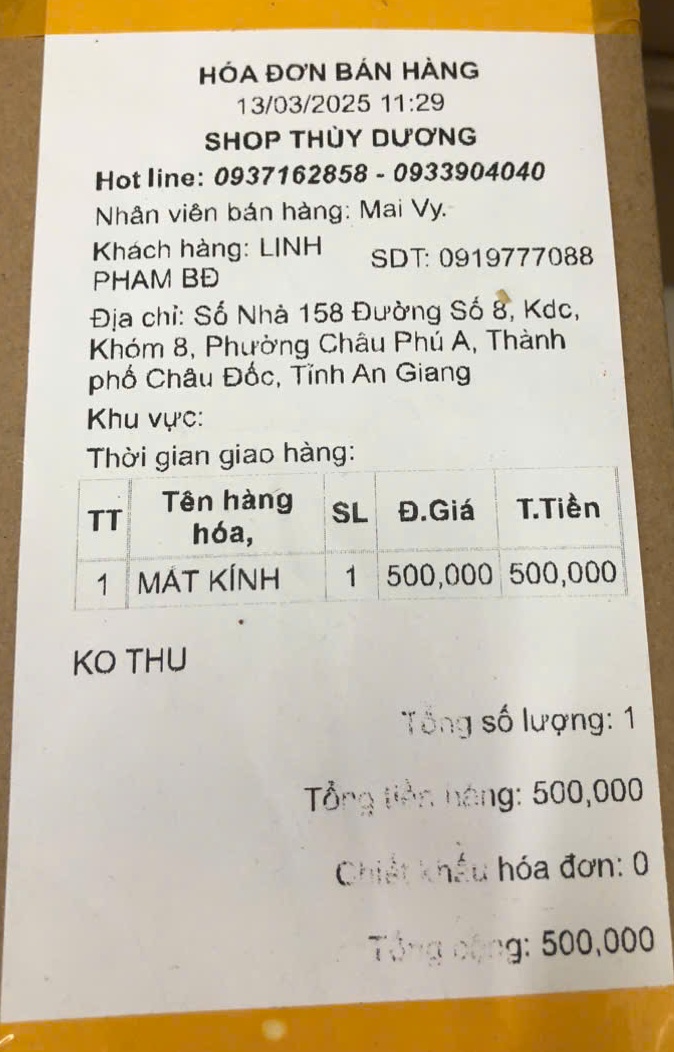 HÓA ĐƠN BÁN HÀNG
13/03/2025 11:29
SHOP THÙY DƯƠNG
Hot line: 0937162858 - 0933904040
Nhân viên bán hàng: Mai Vy.
Khách hàng: LINH PHAM BĐ SDT: 0919777088
Địa chỉ: Số Nhà 158 Đường Số 8, Kdc,
Khóm 8, Phường Châu Phú A, Thành
phố Châu Đốc, Tỉnh An Giang
Khu vực:
Thời gian giao hàng:
TT Tên hàng hóa, SL Đ.Giá T.Tiền
1 MÁT KÍNH 1 500,000 500,000
KO THU
Tổng số lượng: 1
Tổng tiền hàng: 500,000
Chiết khấu hóa đơn: 0
Tổng cộng: 500,000